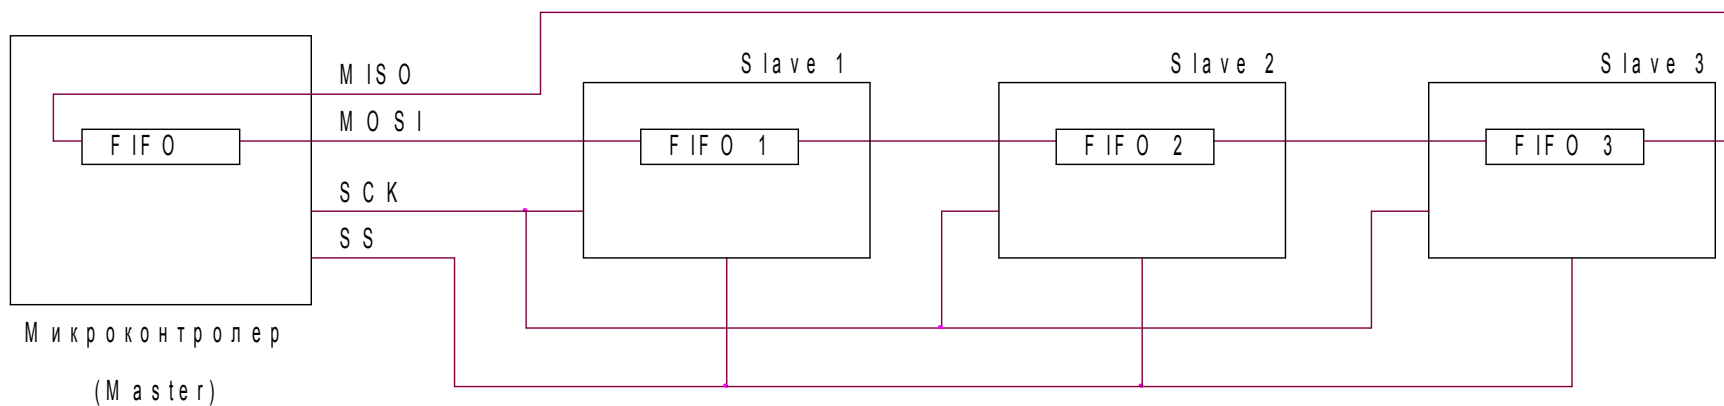 MISO
MOSI
SCK
SS
FIFO
Микроконтролер
(Master)
Slave 1
FIFO 1
Slave 2
FIFO 2
Slave 3
FIFO 3